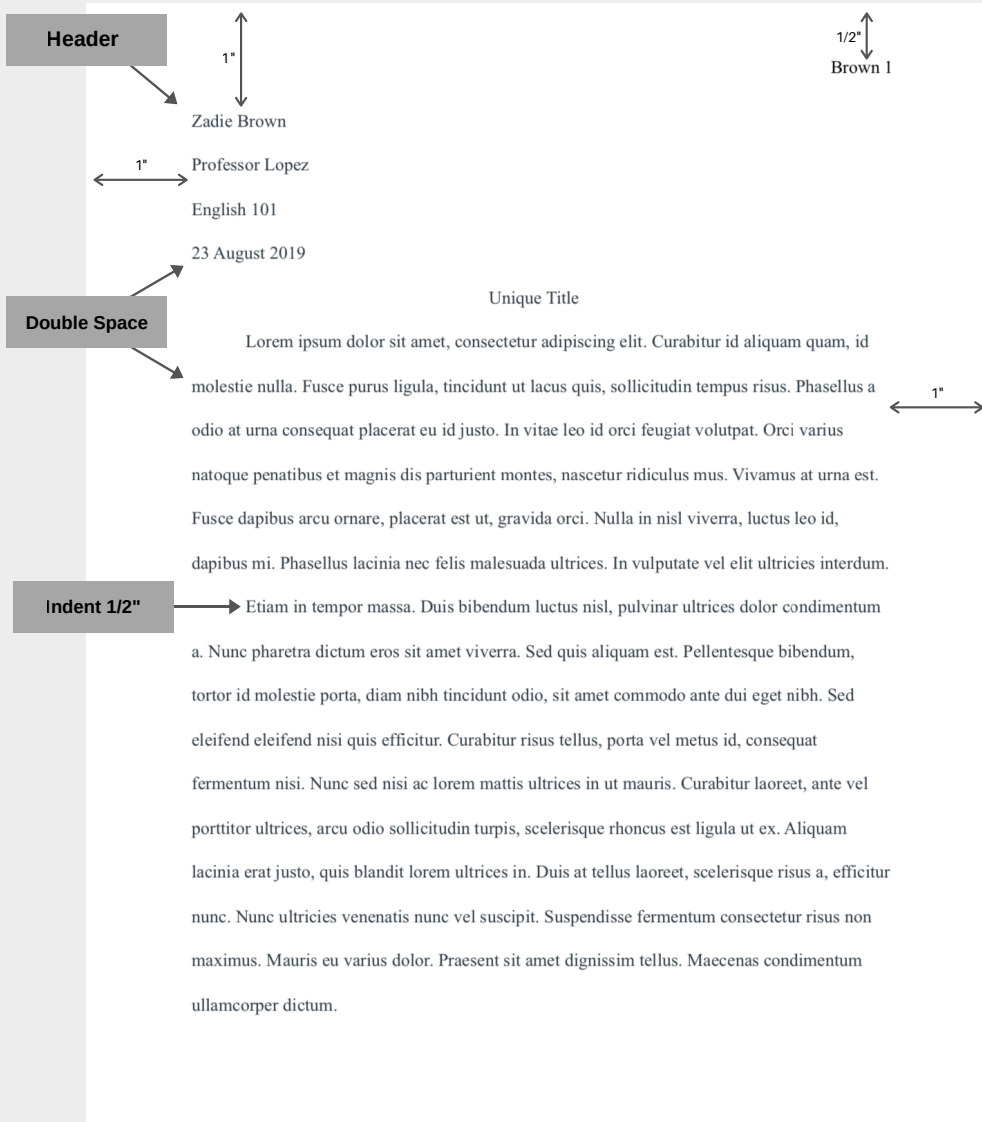 Header
1"
1/2"
Brown 1
Zadie Brown
1"
Professor Lopez
English 101
23 August 2019
Double Space
Unique Title
Lorem ipsum dolor sit amet, consectetur adipiscing elit. Curabitur id aliquam quam, id
molestie nulla. Fusce purus ligula, tincidunt ut lacus quis, sollicitudin tempus risus. Phasellus a
1"
odio at urna consequat placerat eu id justo. In vitae leo id orci feugiat volutpat. Orci varius
natoque penatibus et magnis dis parturient montes, nascetur ridiculus mus. Vivamus at urna est.
Fusce dapibus arcu ornare, placerat est ut, gravida orci. Nulla in nisl viverra, luctus leo id,
dapibus mi. Phasellus lacinia nec felis malesuada ultrices. In vulputate vel elit ultricies interdum.
Indent 1/2"
Etiam in tempor massa. Duis bibendum luctus nisl, pulvinar ultrices dolor condimentum
a. Nunc pharetra dictum eros sit amet viverra. Sed quis aliquam est. Pellentesque bibendum,
tortor id molestie porta, diam nibh tincidunt odio, sit amet commodo ante dui eget nibh. Sed
eleifend eleifend nisi quis efficitur. Curabitur risus tellus, porta vel metus id, consequat
fermentum nisi. Nunc sed nisi ac lorem mattis ultrices in ut mauris. Curabitur laoreet, ante vel
porttitor ultrices, arcu odio sollicitudin turpis, scelerisque rhoncus est ligula ut ex. Aliquam
lacinia erat justo, quis blandit lorem ultrices in. Duis at tellus laoreet, scelerisque risus a, efficitur
nunc. Nunc ultricies venenatis nunc vel suscipit. Suspendisse fermentum consectetur risus non
maximus. Mauris eu varius dolor. Praesent sit amet dignissim tellus. Maecenas condimentum
ullamcorper dictum.